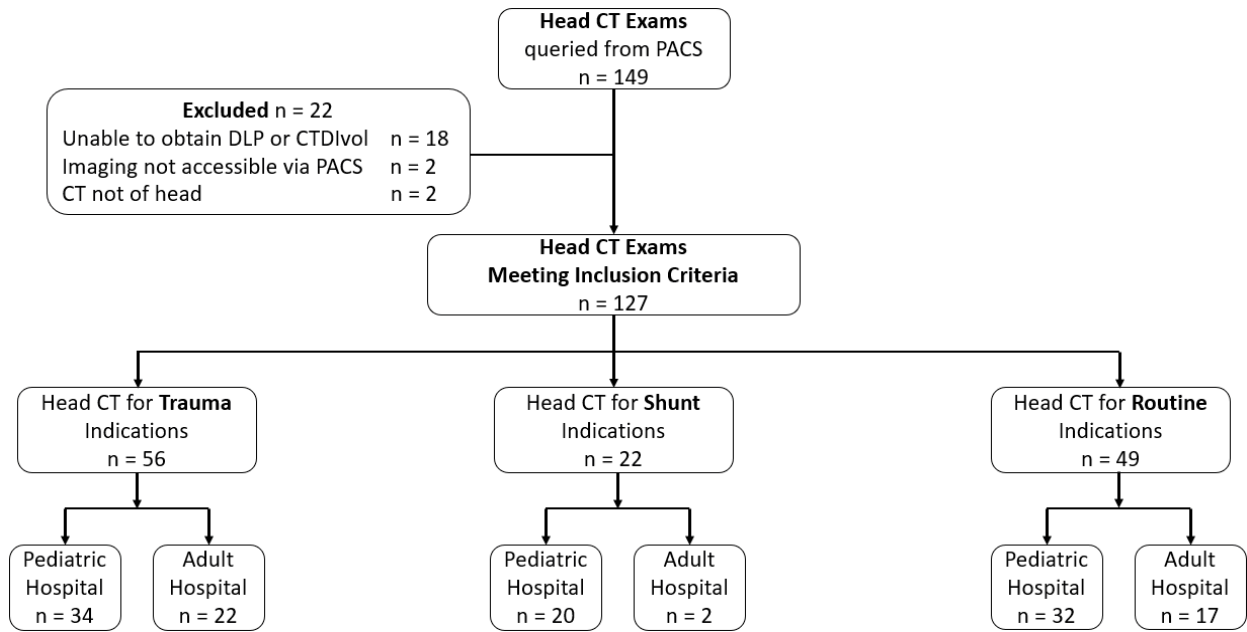 Head CT Exams
queried from PACS
n = 149
Excluded n = 22
Unable to obtain DLP or CTDIvol n = 18
Imaging not accessible via PACS n = 2
CT not of head n = 2
Head CT Exams
Meeting Inclusion Criteria
n = 127
Head CT for Trauma
Indications
n = 56
Head CT for Shunt
Indications
n = 22
Head CT for Routine
Indications
n = 49
Pediatric
Hospital
n = 34
Adult
Hospital
n = 22
Pediatric
Hospital
n = 20
Adult
Hospital
n = 2
Pediatric
Hospital
n = 32
Adult
Hospital
n = 17